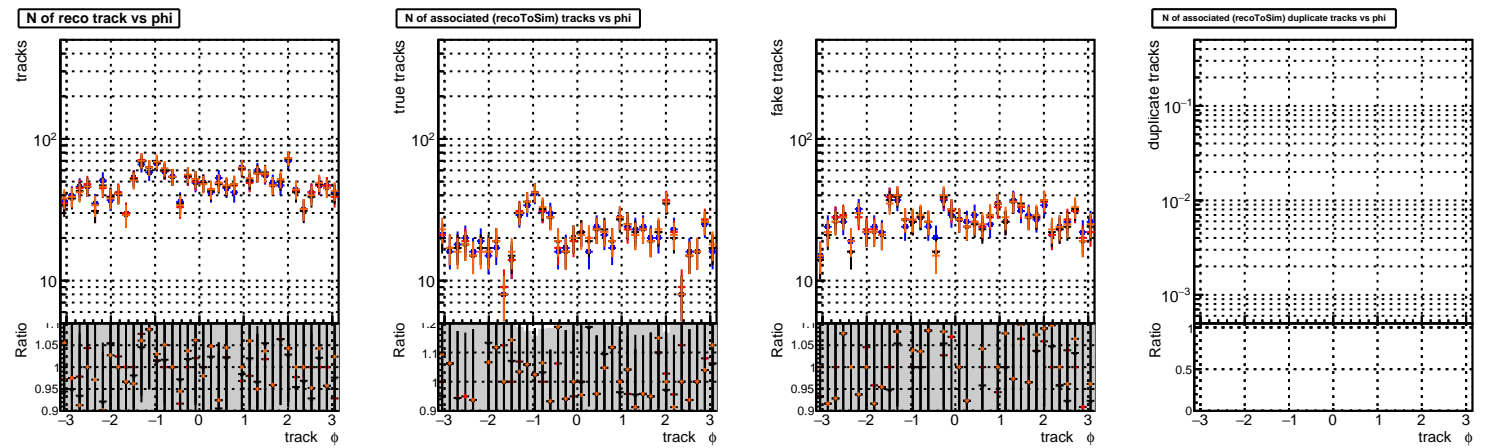 N of reco track vs phi
tracks
10²
10
Ratio
1.1
1.05
1
0.95
0.9
−3 −2 −1 0 1 2 3
track ϕ
N of associated (recoToSim) tracks vs phi
true tracks
10²
10
Ratio
1.2
1.1
1
0.9
−3 −2 −1 0 1 2 3
track ϕ
fake tracks
10²
10
Ratio
1.1
1.05
1
0.95
0.9
−3 −2 −1 0 1 2 3
track ϕ
N of associated (recoToSim) duplicate tracks vs phi
duplicate tracks
10⁻¹
10⁻²
10⁻³
Ratio
1
0.5
0
−3 −2 −1 0 1 2 3
track ϕ